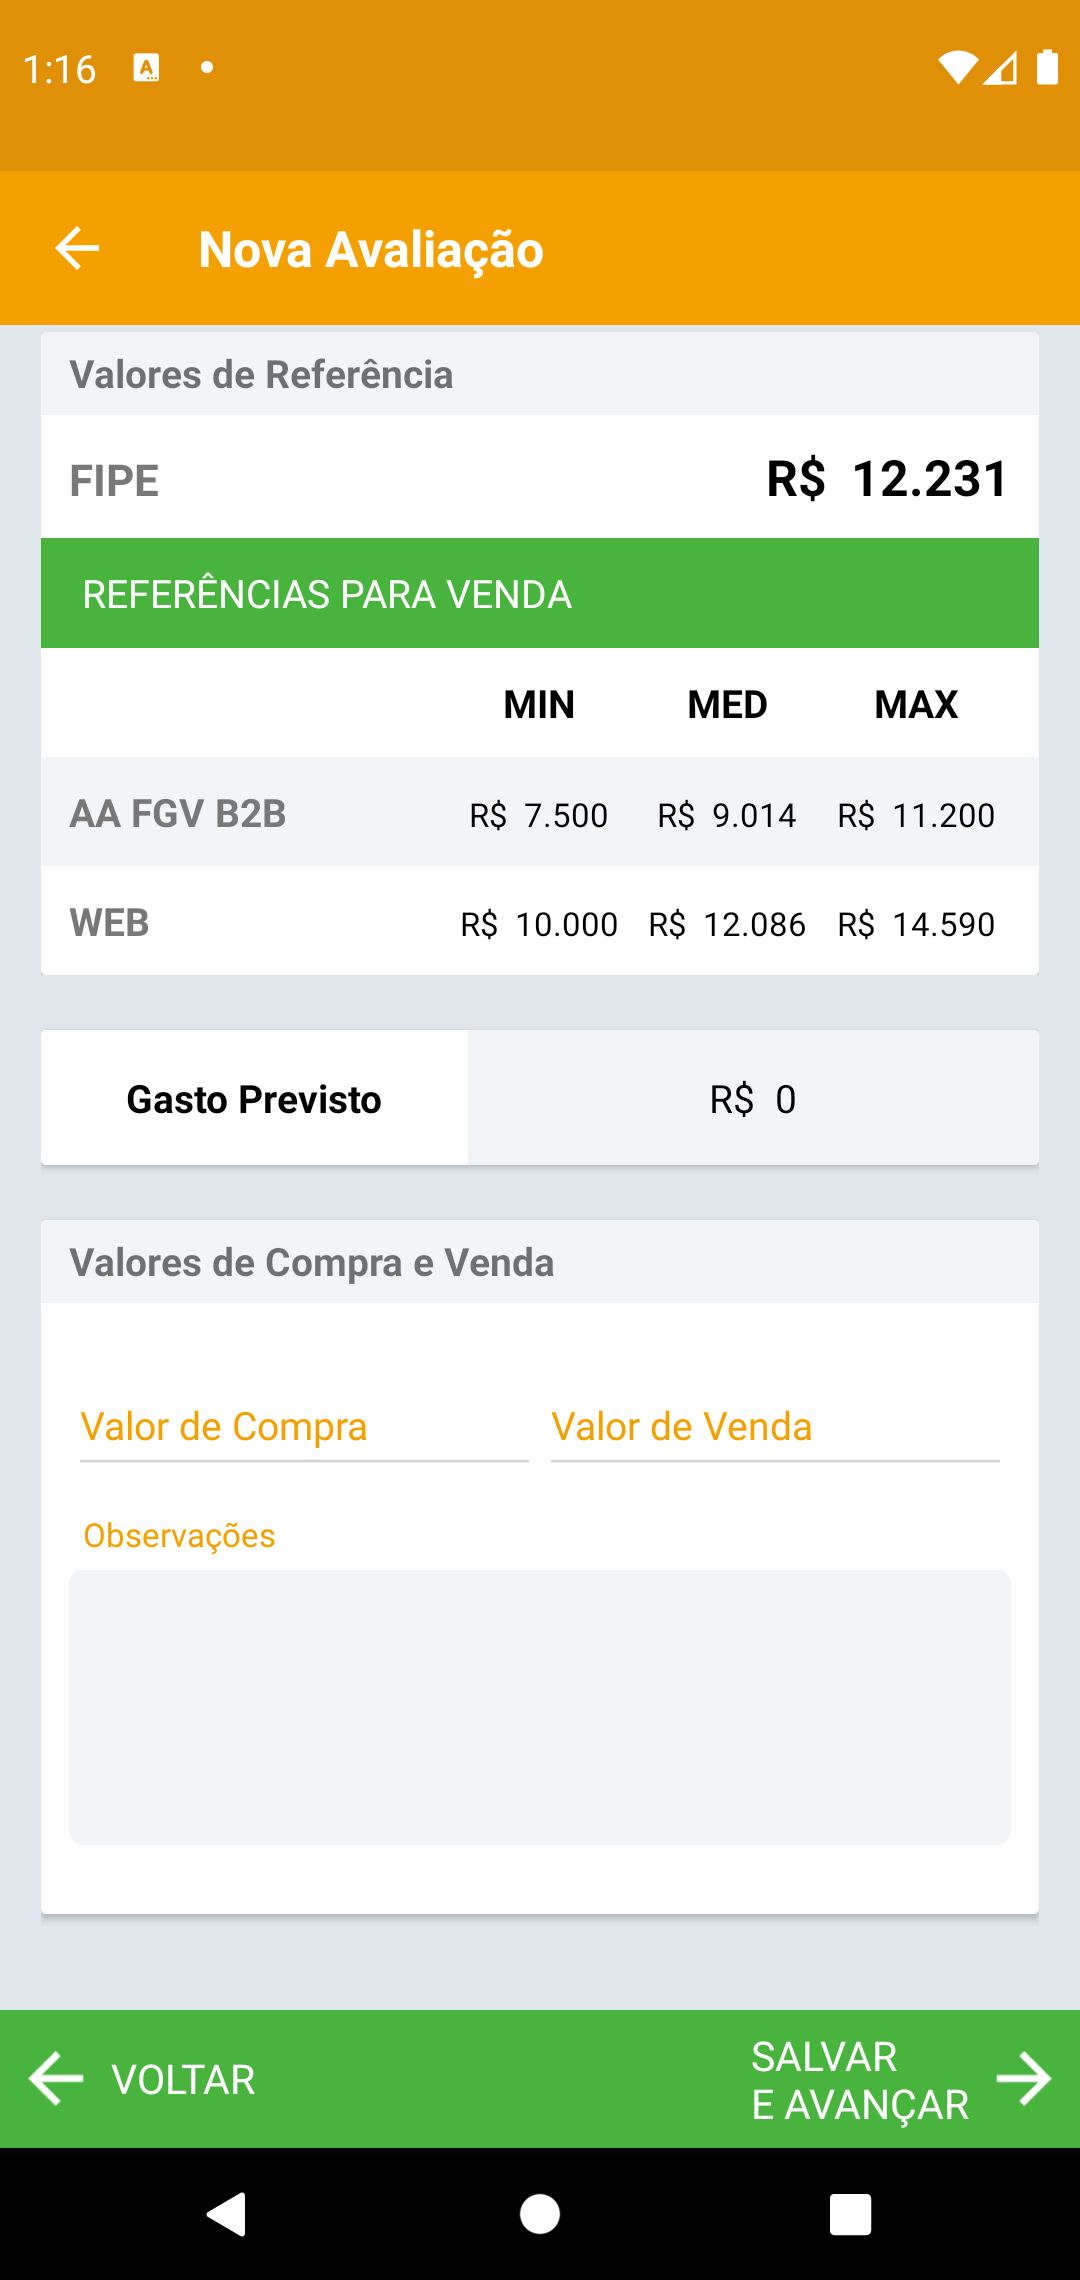 1:16
Nova Avaliação
Valores de Referência
FIPE R$ 12.231
REFERÊNCIAS PARA VENDA
MIN MED MAX
AA FGV B2B R$ 7.500 R$ 9.014 R$ 11.200
WEB R$ 10.000 R$ 12.086 R$ 14.590
Gasto Previsto R$ 0
Valores de Compra e Venda
Valor de Compra Valor de Venda
Observações
VOLTAR
SALVAR
E AVANÇAR